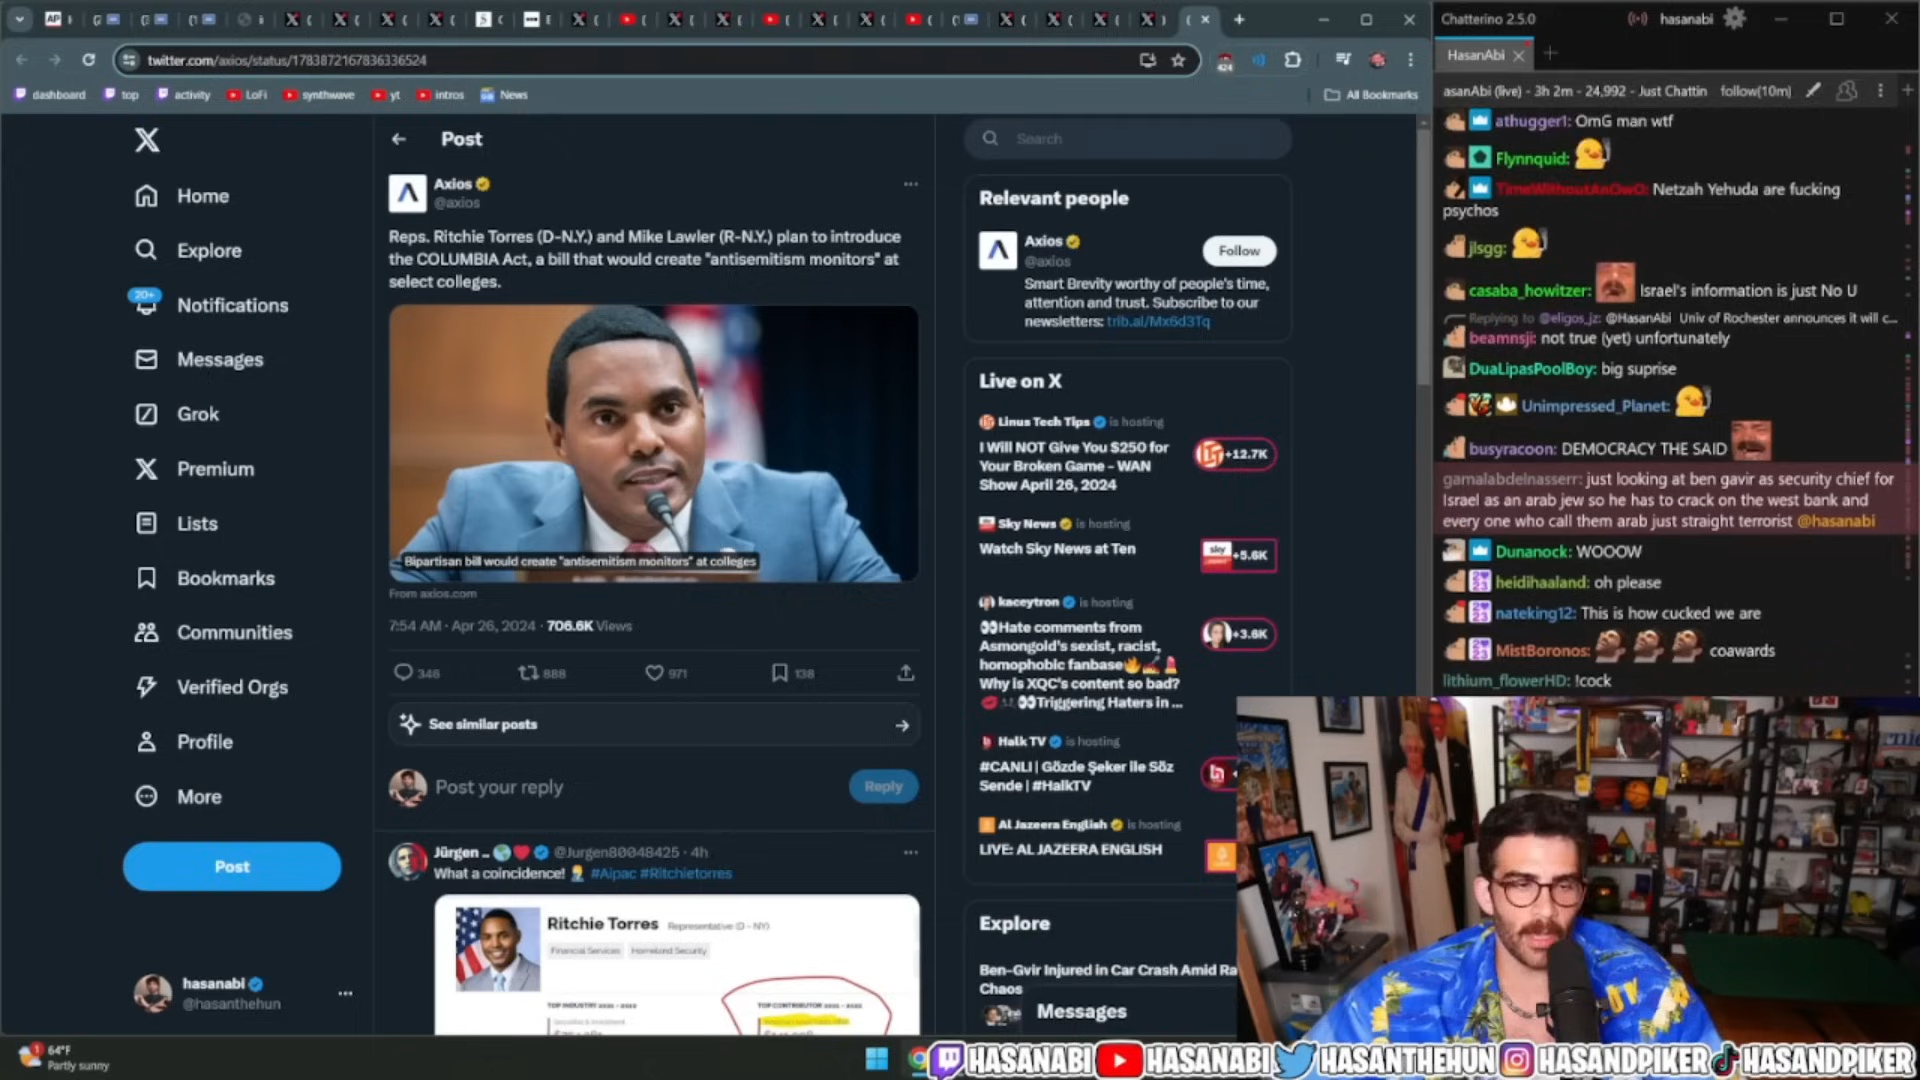 twitter.com/axios/status/1783872167836336524
dashboard
top
activity
LoFi
synthwave
yt
intros
News
All Bookmarks
Home
Explore
20+
Notifications
Messages
Grok
Premium
Lists
Bookmarks
Communities
Verified Orgs
Profile
More
Post
hasanabi
@hasanthehun
Post
Axios
@axios
Reps. Ritchie Torres (D-N.Y.) and Mike Lawler (R-N.Y.) plan to introduce
the COLUMBIA Act, a bill that would create "antisemitism monitors" at
select colleges.
Bipartisan bill would create "antisemitism monitors" at colleges
From axios.com
7:54 AM · Apr 26, 2024 · 706.6K Views
346
888
971
138
See similar posts
Post your reply
Reply
Jürgen .. @Jurgen80048425 · 4h
What a coincidence! #Aipac #Ritchietorres
Ritchie Torres Representative (D - NY)
Financial Services
Homeland Security
Search
Relevant people
Axios
@axios
Follow
Smart Brevity worthy of people's time,
attention and trust. Subscribe to our
newsletters: trib.al/Mx6d3Tq
Live on X
Linus Tech Tips is hosting
I Will NOT Give You $250 for
Your Broken Game - WAN
Show April 26, 2024
+12.7K
Sky News is hosting
Watch Sky News at Ten
sky
+5.6K
kaceytron is hosting
Hate comments from
Asmongold's sexist, racist,
homophobic fanbase
Why is XQC's content so bad?
Triggering Haters in ...
+3.6K
Halk TV is hosting
#CANLI | Gözde Şeker ile Söz
Sende | #HalkTV
Al Jazeera English is hosting
LIVE: AL JAZEERA ENGLISH
Explore
Ben-Gvir Injured in Car Crash Amid Ra
Chaos
Messages
Chatterino 2.5.0
hasanabi
HasanAbi
asanAbi (live) - 3h 2m - 24,992 - Just Chattin
follow(10m)
athugger1: OmG man wtf
Flynnquid:
TimeWithoutAnOwO: Netzah Yehuda are fucking
psychos
jlsgg:
casaba_howitzer: Israel's information is just No U
Replying to @eligos_jz: @HasanAbi Univ of Rochester announces it will c...
beamnsji: not true (yet) unfortunately
DuaLipasPoolBoy: big suprise
Unimpressed_Planet:
busyracoon: DEMOCRACY THE SAID
gamalabdelnasserr: just looking at ben gavir as security chief for
Israel as an arab jew so he has to crack on the west bank and
every one who call them arab just straight terrorist @hasanabi
Dunanock: WOOOW
heidihaaland: oh please
nateking12: This is how cucked we are
MistBoronos: coawards
lithium_flowerHD: !cock
64°F
Partly sunny
HASANABI
HASANABI
HASANTHEHUN
HASANDPIKER
HASANDPIKER